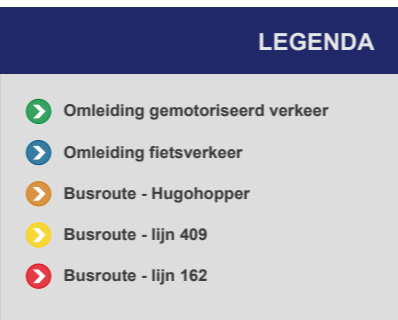 LEGENDA
Omleiding gemotoriseerd verkeer
Omleiding fietsverkeer
Busroute - Hugohopper
Busroute - lijn 409
Busroute - lijn 162